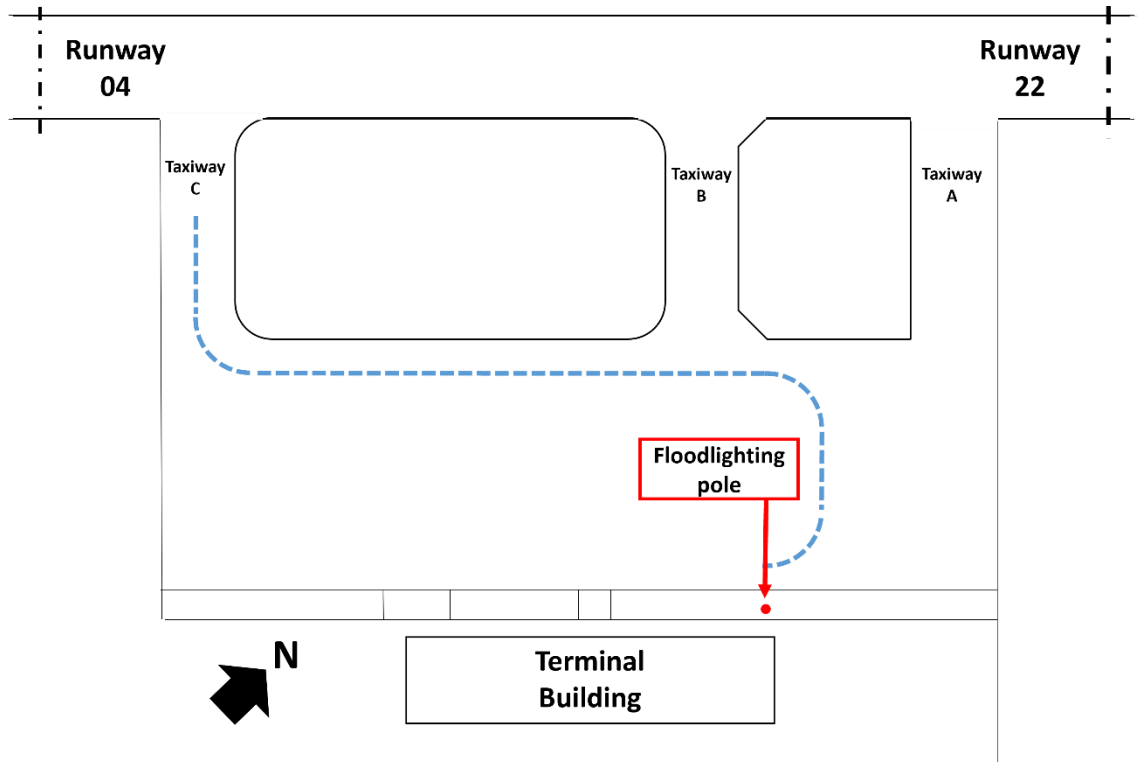 Runway
04
Runway
22
Taxiway
C
Taxiway
B
Taxiway
A
Floodlighting
pole
N
Terminal
Building